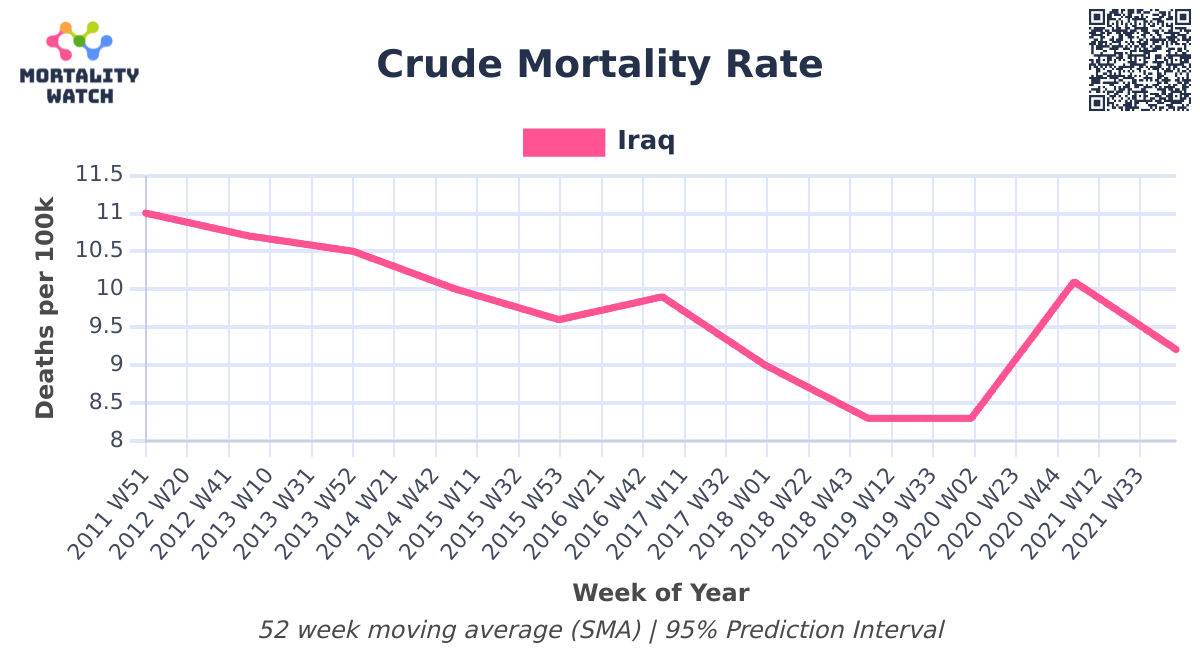 MORTALITY
WATCH
Crude Mortality Rate
Iraq
Deaths per 100k
11.5
11
10.5
10
9.5
9
8.5
8
2011 W51
2012 W20
2012 W41
2013 W10
2013 W31
2013 W52
2014 W21
2014 W42
2015 W11
2015 W32
2015 W53
2016 W21
2016 W42
2017 W11
2017 W32
2018 W01
2018 W22
2018 W43
2019 W12
2019 W33
2020 W02
2020 W23
2020 W44
2021 W12
2021 W33
Week of Year
52 week moving average (SMA) | 95% Prediction Interval